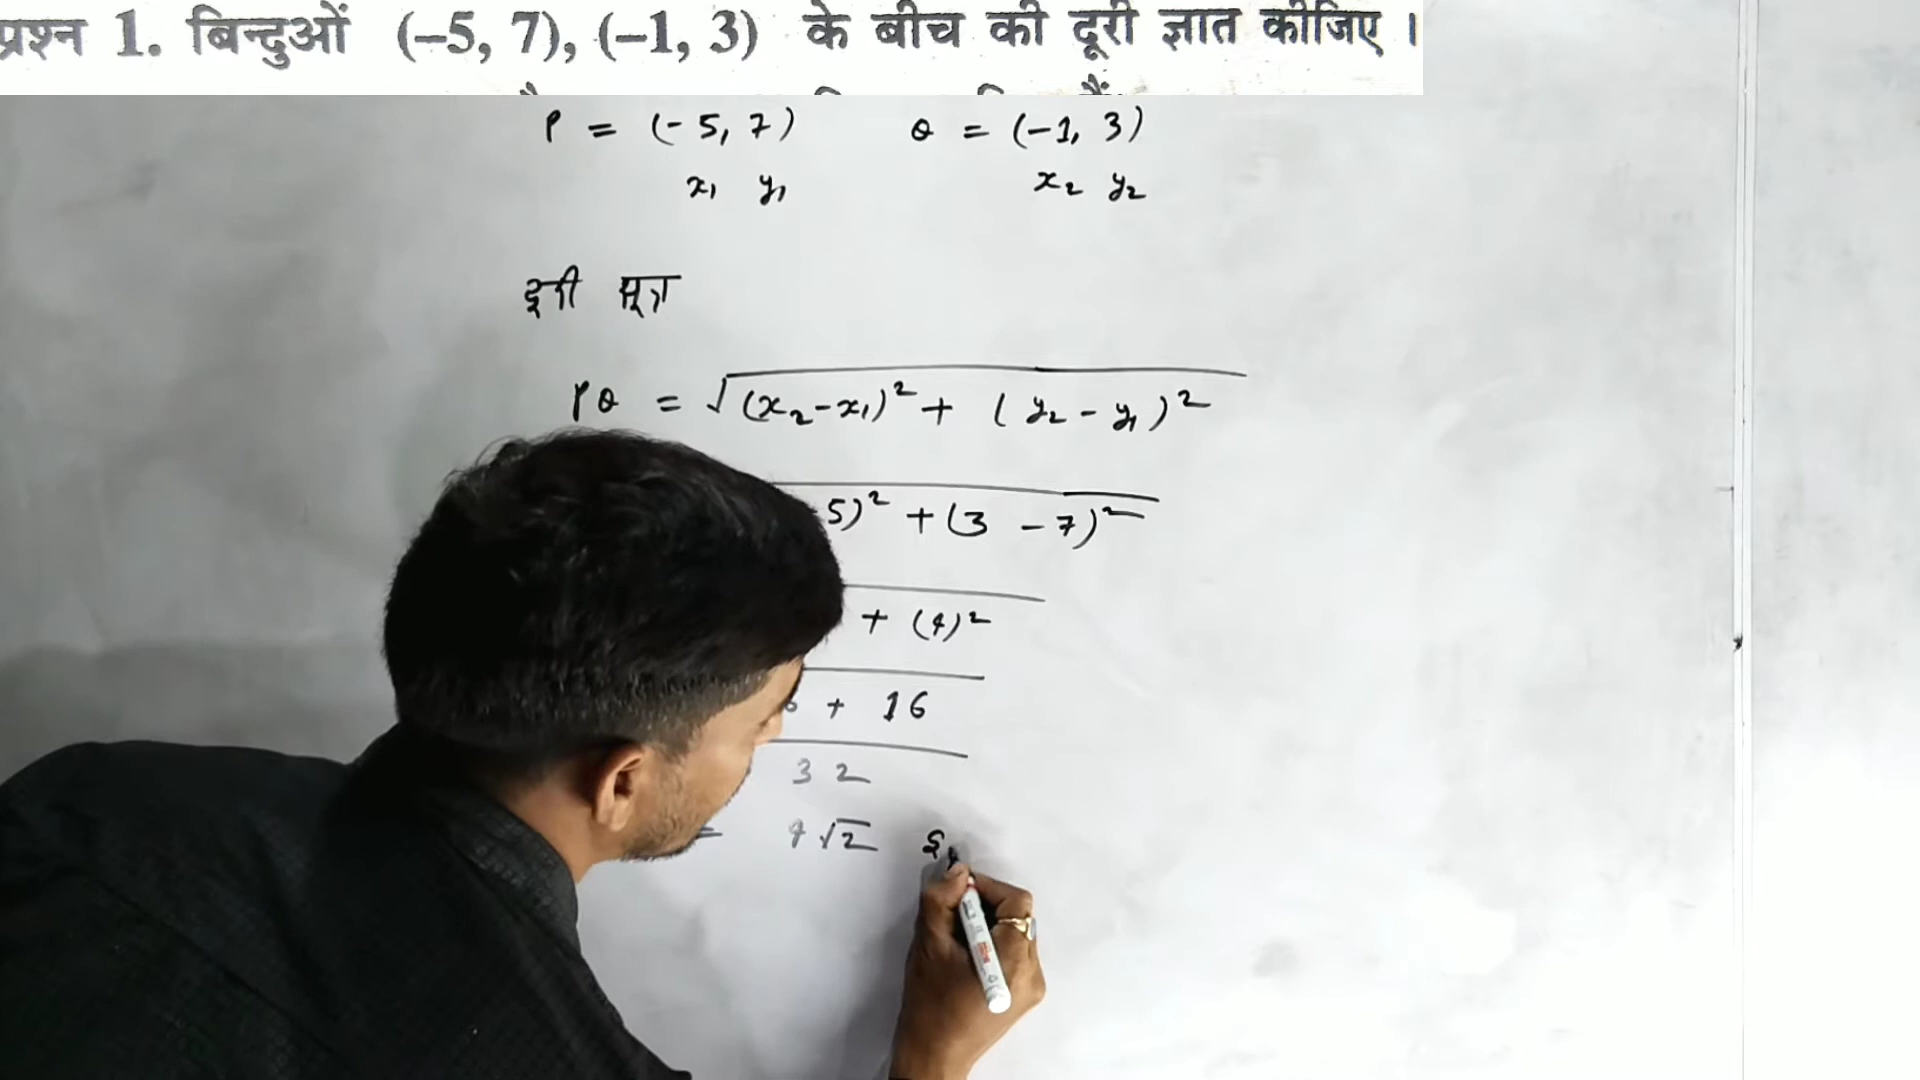 प्रश्न 1. बिन्दुओं (–5, 7), (–1, 3) के बीच की दूरी ज्ञात कीजिए ।
P = (- 5, 7) Q = (-1, 3)
x₁ y₁ x₂ y₂
दूरी सूत्र
PQ = √(x₂-x₁)² + (y₂ - y₁)²
5)² + (3 - 7)²
+ (4)²
+ 16
32
= 4√2